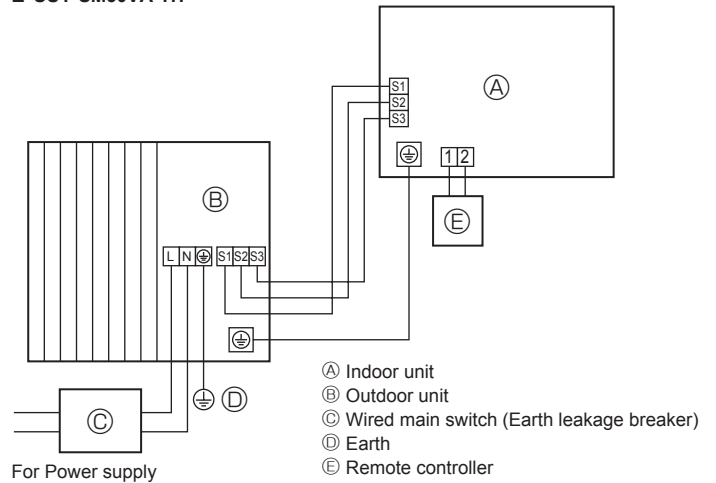 S1
S2
S3
Ⓐ
1 2
Ⓔ
Ⓑ
L N S1 S2 S3
Ⓓ
Ⓒ
For Power supply
Ⓐ Indoor unit
Ⓑ Outdoor unit
Ⓒ Wired main switch (Earth leakage breaker)
Ⓓ Earth
Ⓔ Remote controller